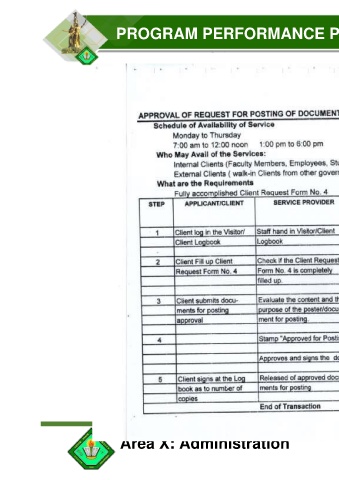 PROGRAM PERFORMANCE P
APPROVAL OF REQUEST FOR POSTING OF DOCUMENT
Schedule of Availability of Service
Monday to Thursday
7:00 am to 12:00 noon 1:00 pm to 6:00 pm
Who May Avail of the Services:
Internal Clients (Faculty Members, Employees, Stu
External Clients ( walk-in Clients from other gover
What are the Requirements
Fully accomplished Client Request Form No. 4
STEP APPLICANT/CLIENT SERVICE PROVIDER
1 Client log in the Visitor/ Staff hand in Visitor/Client
Client Logbook Logbook
2 Client Fill up Client Check if the Client Request
Request Form No. 4 Form No. 4 is completely
filled up.
3 Client submits docu- Evaluate the content and th
ments for posting purpose of the poster/docu
approval ment for posting.
4 Stamp "Approved for Posti
Approves and signs the do
5 Client signs at the Log Released of approved docu
book as to number of ments for posting
copies
End of Transaction
Area X: Administration